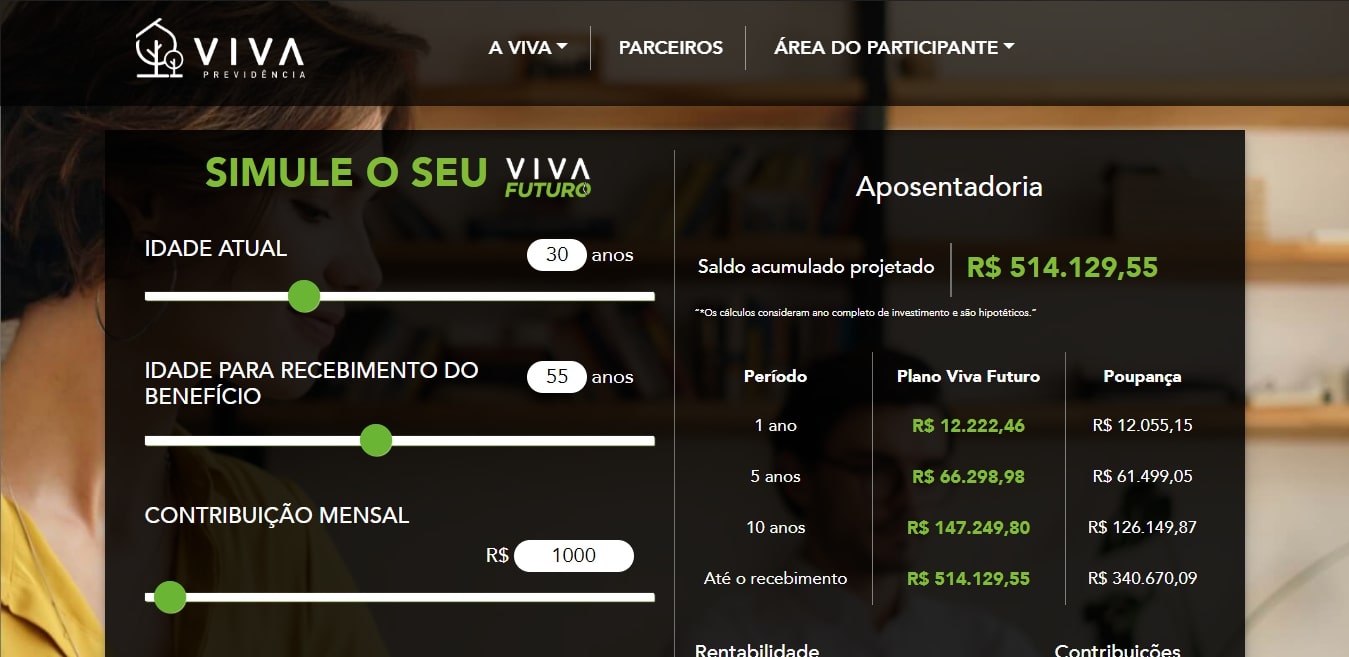 VIVA
PREVIDÊNCIA
A VIVA
PARCEIROS
ÁREA DO PARTICIPANTE
SIMULE O SEU VIVA
FUTURO
IDADE ATUAL
30 anos
IDADE PARA RECEBIMENTO DO
BENEFÍCIO
55 anos
CONTRIBUIÇÃO MENSAL
R$ 1000
Aposentadoria
Saldo acumulado projetado R$ 514.129,55
“*Os cálculos consideram ano completo de investimento e são hipotéticos.”
Período Plano Viva Futuro Poupança
1 ano R$ 12.222,46 R$ 12.055,15
5 anos R$ 66.298,98 R$ 61.499,05
10 anos R$ 147.249,80 R$ 126.149,87
Até o recebimento R$ 514.129,55 R$ 340.670,09
Rentabilidade Contribuições